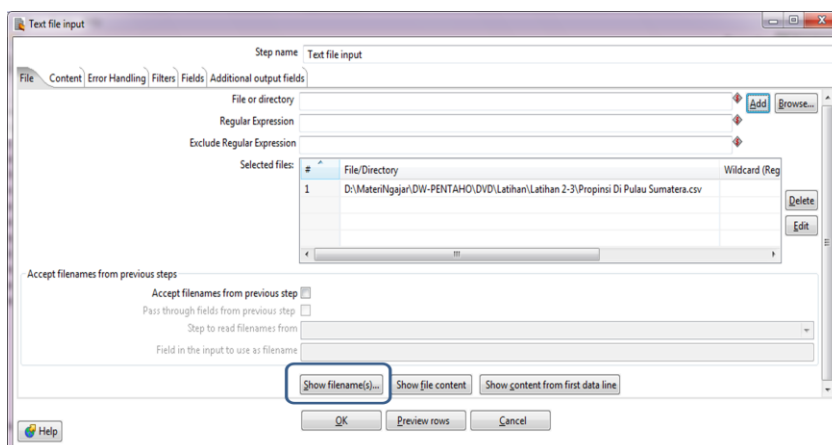 Text file input
Step name Text file input
File Content Error Handling Filters Fields Additional output fields
File or directory Add Browse...
Regular Expression
Exclude Regular Expression
Selected files: # File/Directory Wildcard (Reg
1 D:\MateriNgajar\DW-PENTAHO\DVD\Latihan\Latihan 2-3\Propinsi Di Pulau Sumatera.csv
Delete
Edit
Accept filenames from previous steps
Accept filenames from previous step
Pass through fields from previous step
Step to read filenames from
Field in the input to use as filename
Show filename(s)... Show file content Show content from first data line
OK Preview rows Cancel
Help